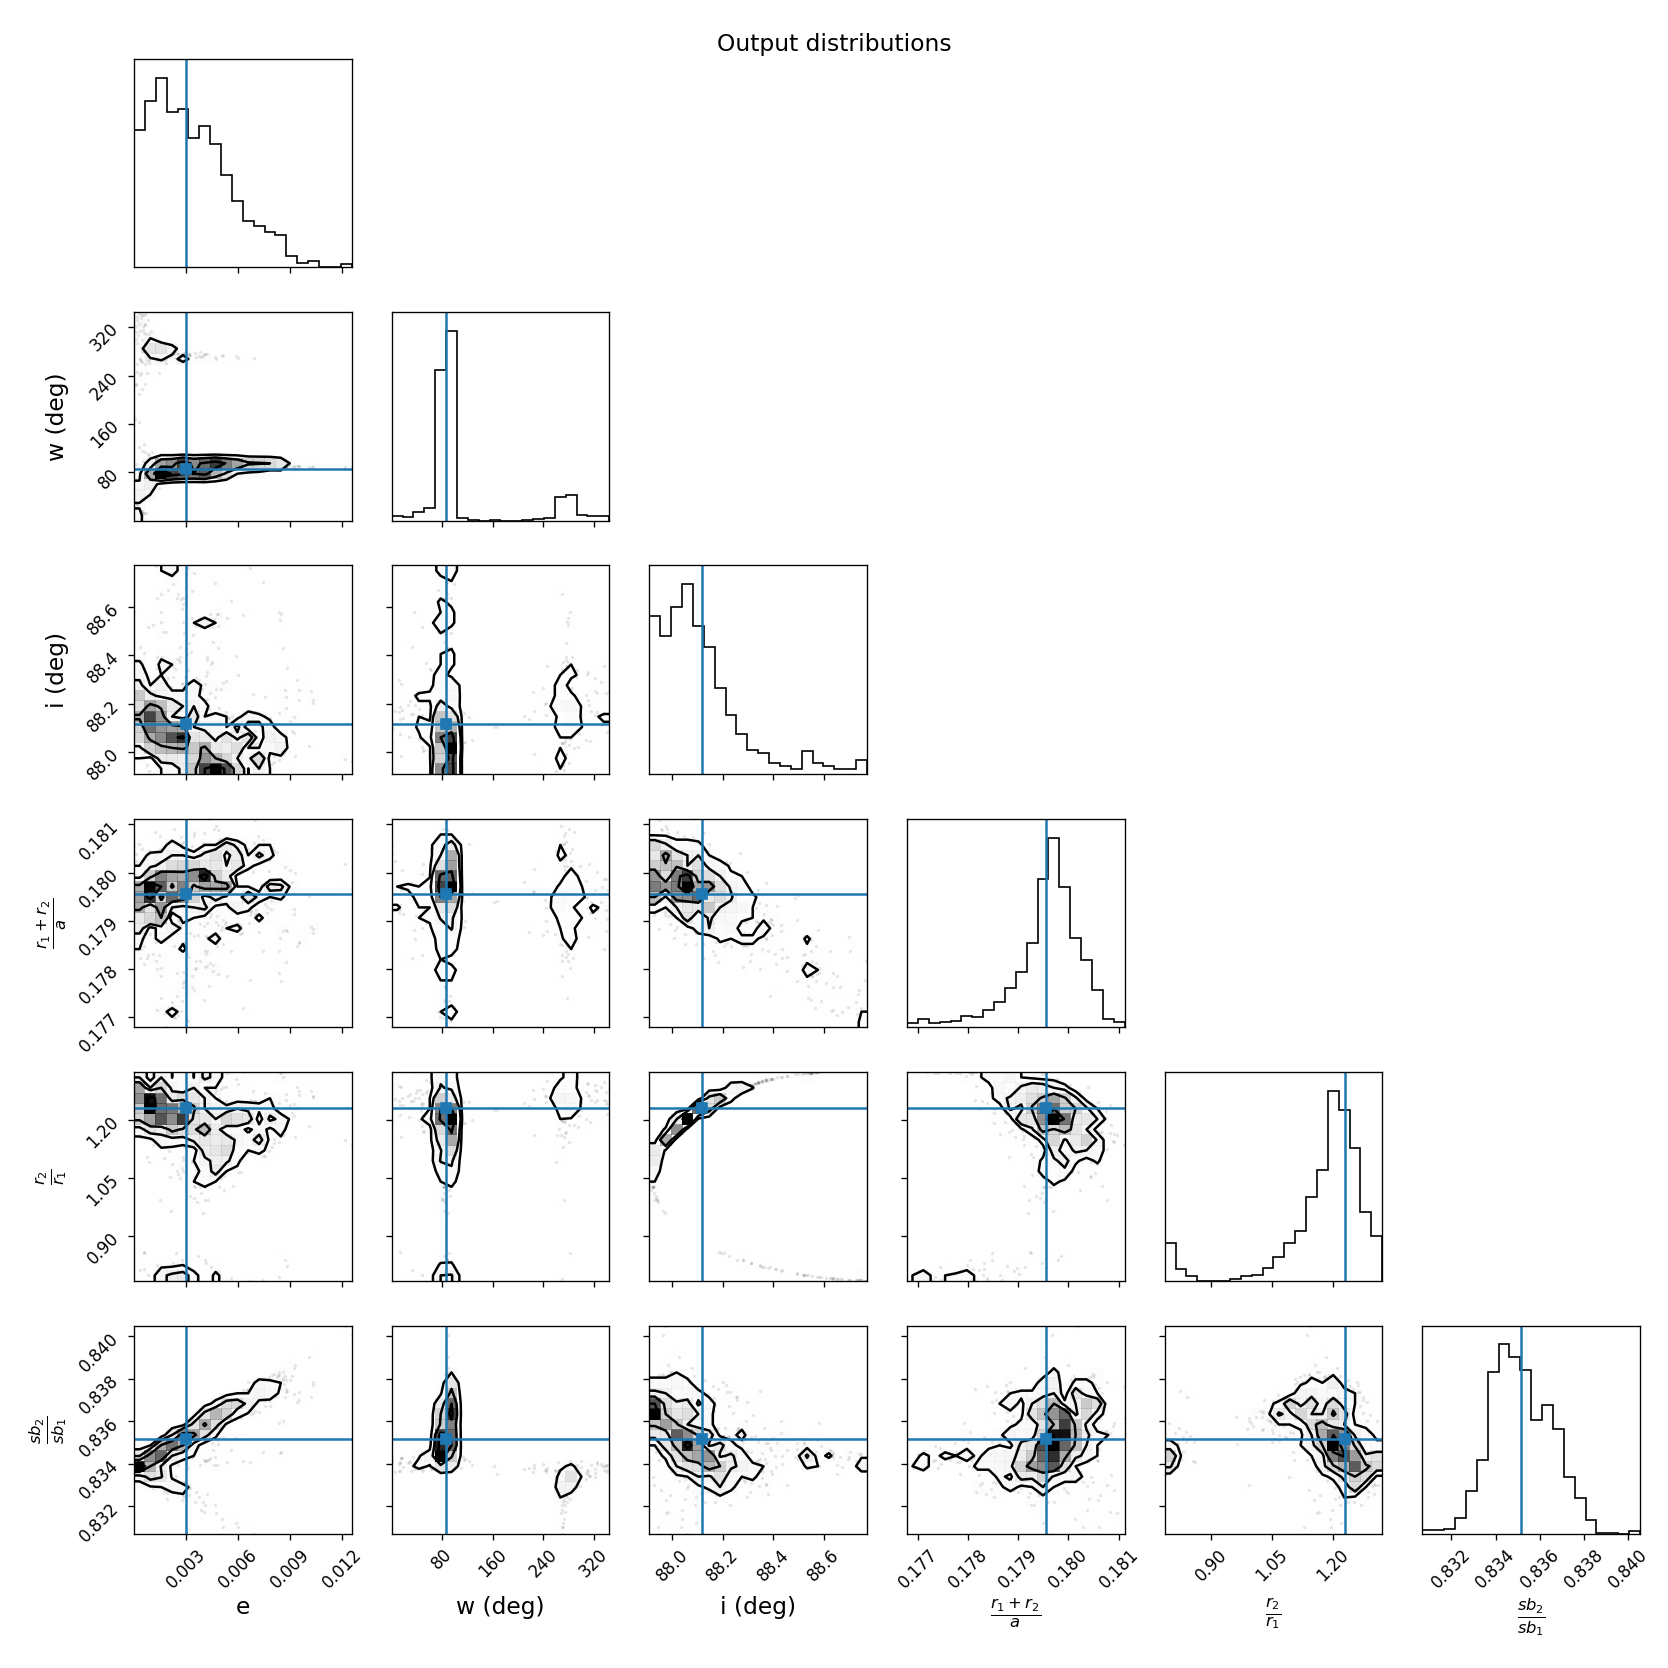 Output distributions
320
240
160
80
w (deg)
88.6
88.4
88.2
88.0
i (deg)
0.181
0.180
0.179
0.178
0.177
r1 + r2
a
1.20
1.05
0.90
r2
r1
0.840
0.838
0.836
0.834
0.832
sb2
sb1
0.003 0.006 0.009 0.012 80 160 240 320 88.0 88.2 88.4 88.6 0.177 0.178 0.179 0.180 0.181 0.90 1.05 1.20 0.832 0.834 0.836 0.838 0.840
e w (deg) i (deg) r1 + r2 r2 sb2
a r1 sb1